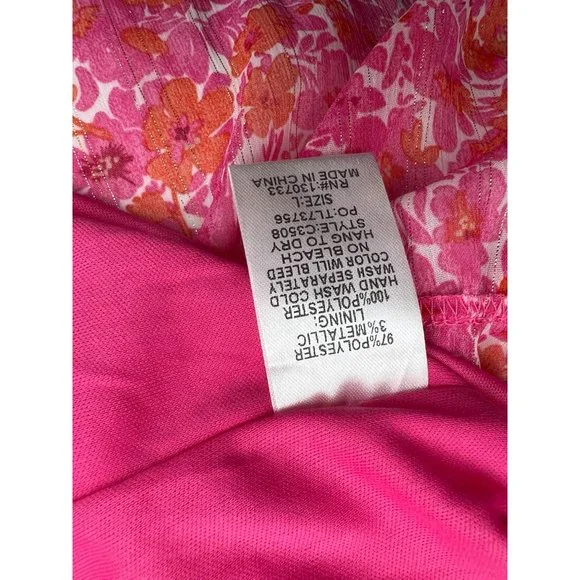 97%POLYESTER
3%METALLIC
LINING:
100%POLYESTER
HAND WASH COLD
WASH SEPARATELY
COLOR WILL BLEED
NO BLEACH
HANG TO DRY
STYLE:C3508
PO:TL73756
SIZE:L
RN#:130733
MADE IN CHINA